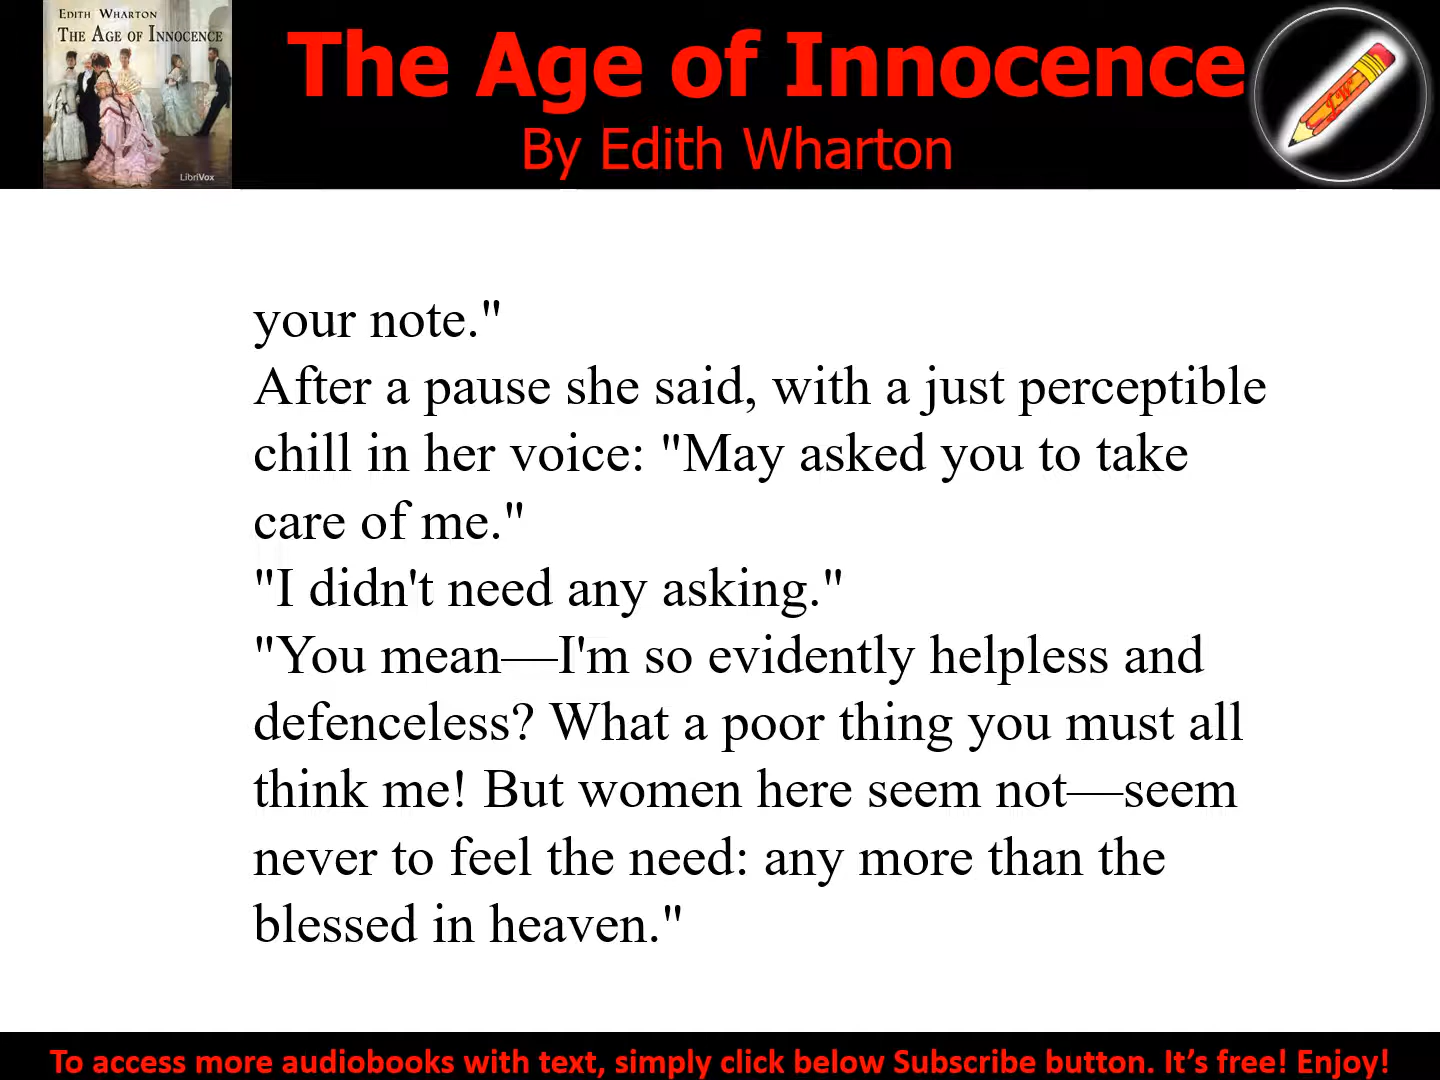 EDITH WHARTON
THE AGE OF INNOCENCE
LibriVox
The Age of Innocence
By Edith Wharton
your note."
After a pause she said, with a just perceptible
chill in her voice: "May asked you to take
care of me."
"I didn't need any asking."
"You mean—I'm so evidently helpless and
defenceless? What a poor thing you must all
think me! But women here seem not—seem
never to feel the need: any more than the
blessed in heaven."
To access more audiobooks with text, simply click below Subscribe button. It’s free! Enjoy!